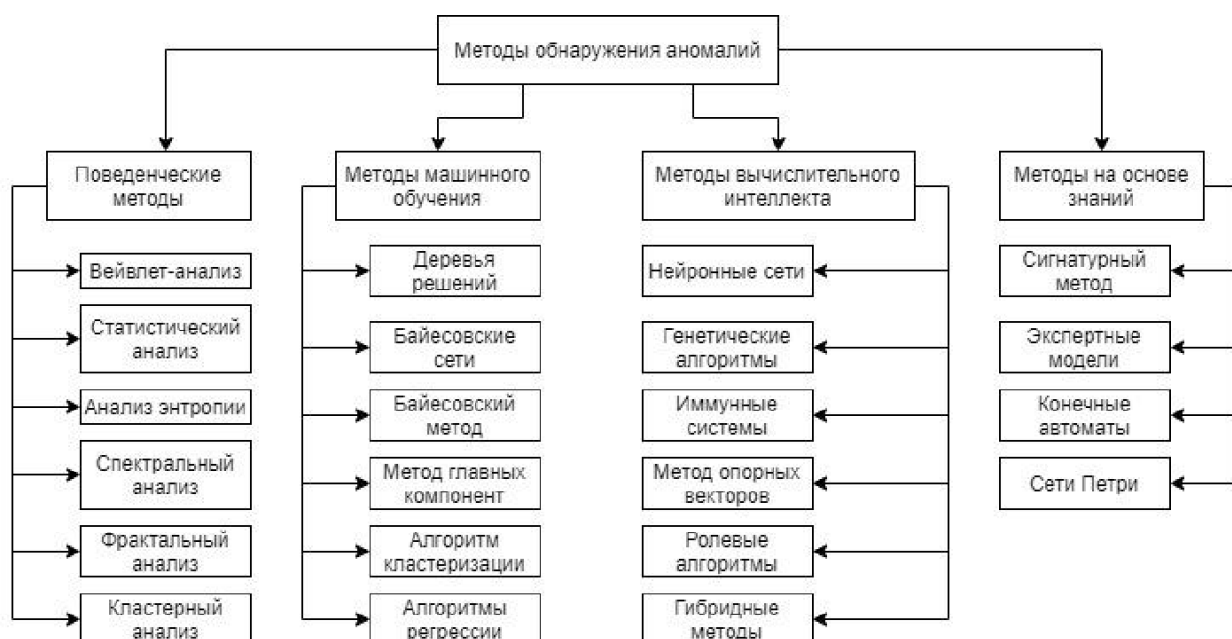 Методы обнаружения аномалий
Поведенческие
методы
Вейвлет-анализ
Статистический
анализ
Анализ энтропии
Спектральный
анализ
Фрактальный
анализ
Кластерный
анализ
Методы машинного
обучения
Деревья
решений
Байесовские
сети
Байесовский
метод
Метод главных
компонент
Алгоритм
кластеризации
Алгоритмы
регрессии
Методы вычислительного
интеллекта
Нейронные сети
Генетические
алгоритмы
Иммунные
системы
Метод опорных
векторов
Ролевые
алгоритмы
Гибридные
методы
Методы на основе
знаний
Сигнатурный
метод
Экспертные
модели
Конечные
автоматы
Сети Петри